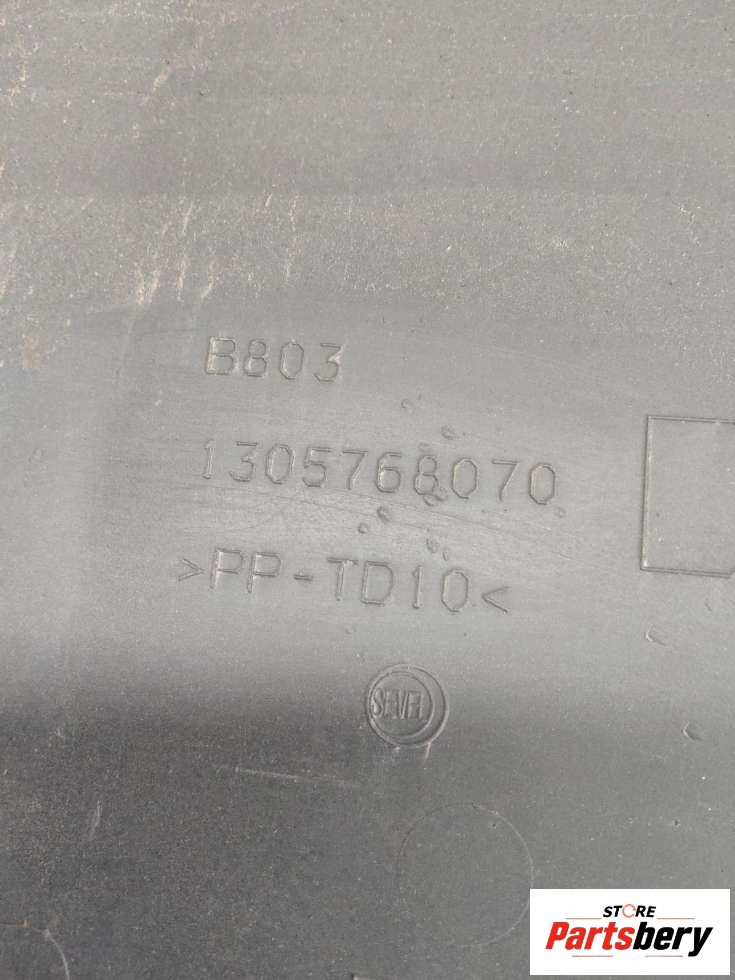 B803
1305768070
>PP-TD10<
SEVEL
STORE
Partsbery